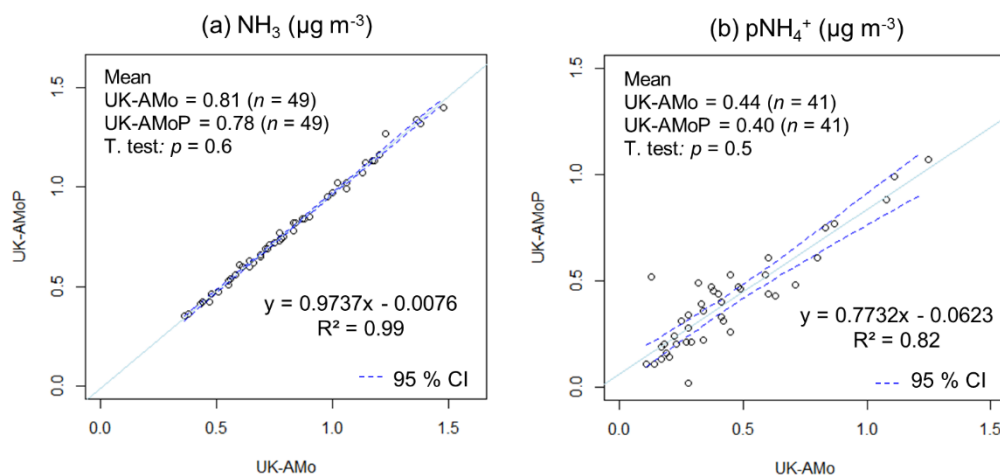 (a) NH₃ (µg m⁻³)
Mean
UK-AMo = 0.81 (n = 49)
UK-AMoP = 0.78 (n = 49)
T. test: p = 0.6
y = 0.9737x - 0.0076
R² = 0.99
95 % CI
UK-AMoP
0.0
0.5
1.0
1.5
0.0 0.5 1.0 1.5
UK-AMo
(b) pNH₄⁺ (µg m⁻³)
Mean
UK-AMo = 0.44 (n = 41)
UK-AMoP = 0.40 (n = 41)
T. test: p = 0.5
y = 0.7732x - 0.0623
R² = 0.82
95 % CI
UK-AMoP
0.0
0.5
1.0
1.5
0.0 0.5 1.0 1.5
UK-AMo